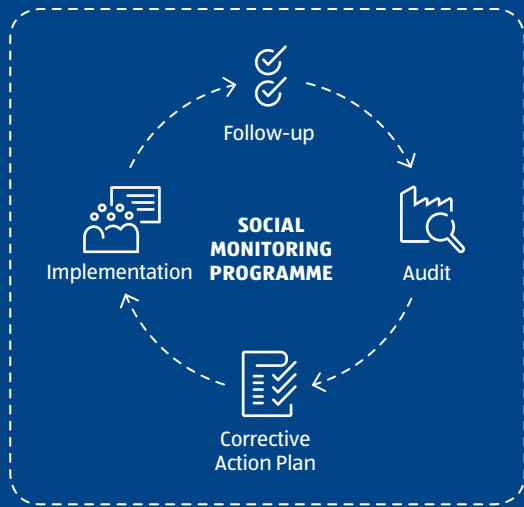 Follow-up
SOCIAL
MONITORING
PROGRAMME
Implementation
Audit
Corrective
Action Plan